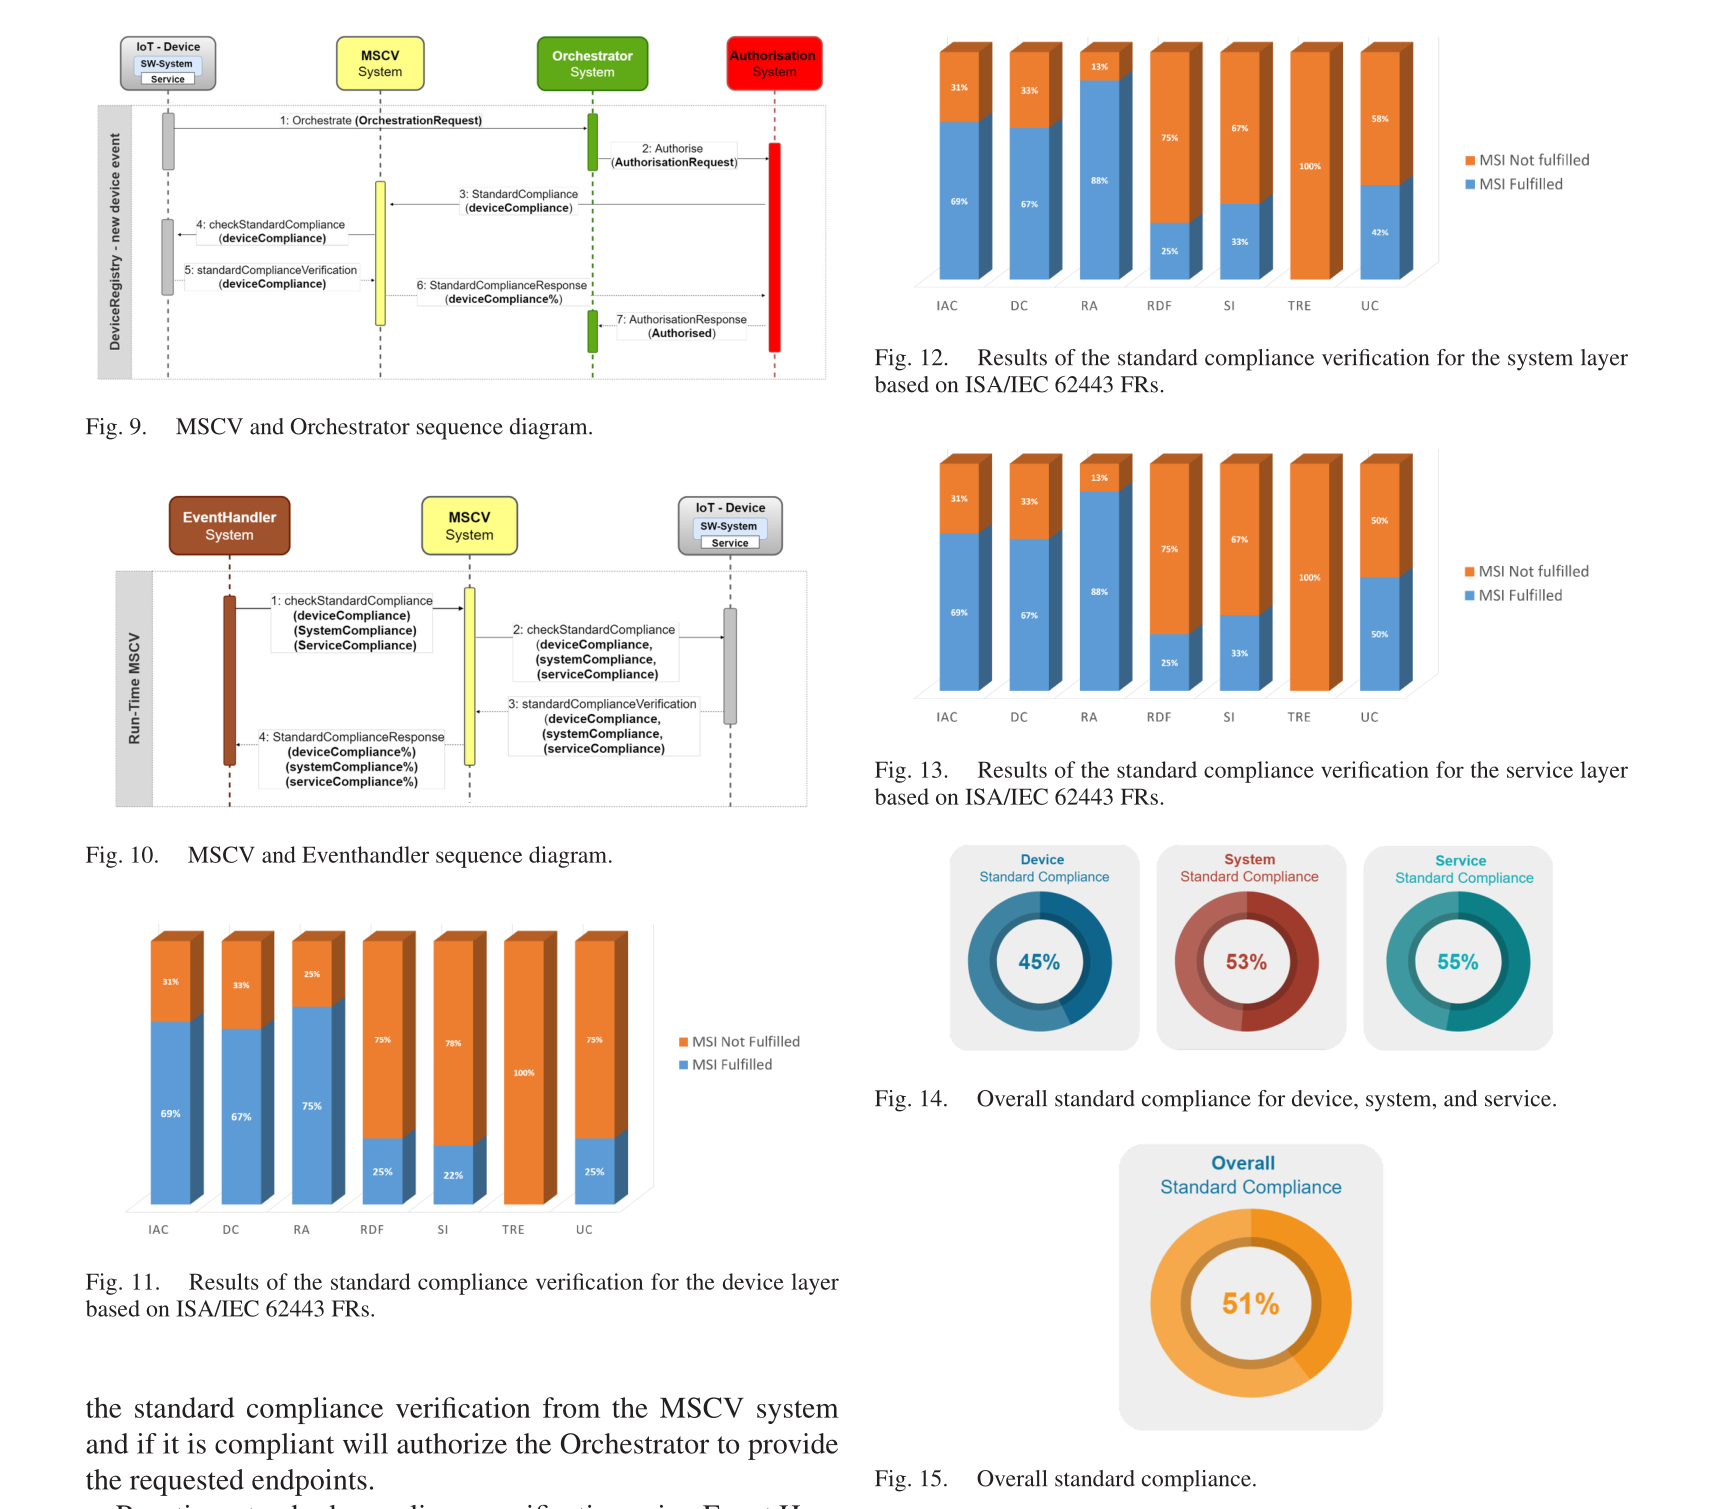 IoT - Device
SW-System
Service
MSCV
System
Orchestrator
System
Authorisation
System
DeviceRegistry - new device event
1: Orchestrate (OrchestrationRequest)
2: Authorise
(AuthorisationRequest)
3: StandardCompliance
(deviceCompliance)
4: checkStandardCompliance
(deviceCompliance)
5: standardComplianceVerification
(deviceCompliance)
6: StandardComplianceResponse
(deviceCompliance%)
7: AuthorisationResponse
(Authorised)
Fig. 9. MSCV and Orchestrator sequence diagram.
EventHandler
System
MSCV
System
IoT - Device
SW-System
Service
Run-Time MSCV
1: checkStandardCompliance
(deviceCompliance)
(SystemCompliance)
(ServiceCompliance)
2: checkStandardCompliance
(deviceCompliance,
(systemCompliance,
(serviceCompliance)
3: standardComplianceVerification
(deviceCompliance,
(systemCompliance,
(serviceCompliance)
4: StandardComplianceResponse
(deviceCompliance%)
(systemCompliance%)
(serviceCompliance%)
Fig. 10. MSCV and Eventhandler sequence diagram.
31% 33% 25% 75% 78% 100% 75%
69% 67% 75% 25% 22% 25%
MSI Not Fulfilled
MSI Fulfilled
IAC DC RA RDF SI TRE UC
Fig. 11. Results of the standard compliance verification for the device layer
based on ISA/IEC 62443 FRs.
the standard compliance verification from the MSCV system
and if it is compliant will authorize the Orchestrator to provide
the requested endpoints.
31% 33% 13% 75% 67% 100% 58%
69% 67% 88% 25% 33% 42%
MSI Not fulfilled
MSI Fulfilled
IAC DC RA RDF SI TRE UC
Fig. 12. Results of the standard compliance verification for the system layer
based on ISA/IEC 62443 FRs.
31% 33% 13% 75% 67% 100% 50%
69% 67% 88% 25% 33% 50%
MSI Not fulfilled
MSI Fulfilled
IAC DC RA RDF SI TRE UC
Fig. 13. Results of the standard compliance verification for the service layer
based on ISA/IEC 62443 FRs.
Device
Standard Compliance
45%
System
Standard Compliance
53%
Service
Standard Compliance
55%
Fig. 14. Overall standard compliance for device, system, and service.
Overall
Standard Compliance
51%
Fig. 15. Overall standard compliance.